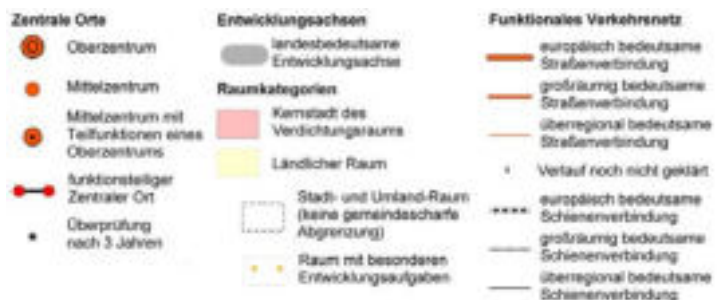 Zentrale Orte
Oberzentrum
Mittelzentrum
Mittelzentrum mit
Teilfunktionen eines
Oberzentrums
funktionsteiliger
Zentraler Ort
Überprüfung
nach 3 Jahren
Entwicklungsachsen
landesbedeutsame
Entwicklungsachse
Raumkategorien
Kernstadt des
Verdichtungsraums
Ländlicher Raum
Stadt- und Umland-Raum
(keine gemeindescharfe
Abgrenzung)
Raum mit besonderen
Entwicklungsaufgaben
Funktionales Verkehrsnetz
europäisch bedeutsame
Straßenverbindung
großräumig bedeutsame
Straßenverbindung
überregional bedeutsame
Straßenverbindung
Verlauf noch nicht geklärt
europäisch bedeutsame
Schienenverbindung
großräumig bedeutsame
Schienenverbindung
überregional bedeutsame
Schienenverbindung